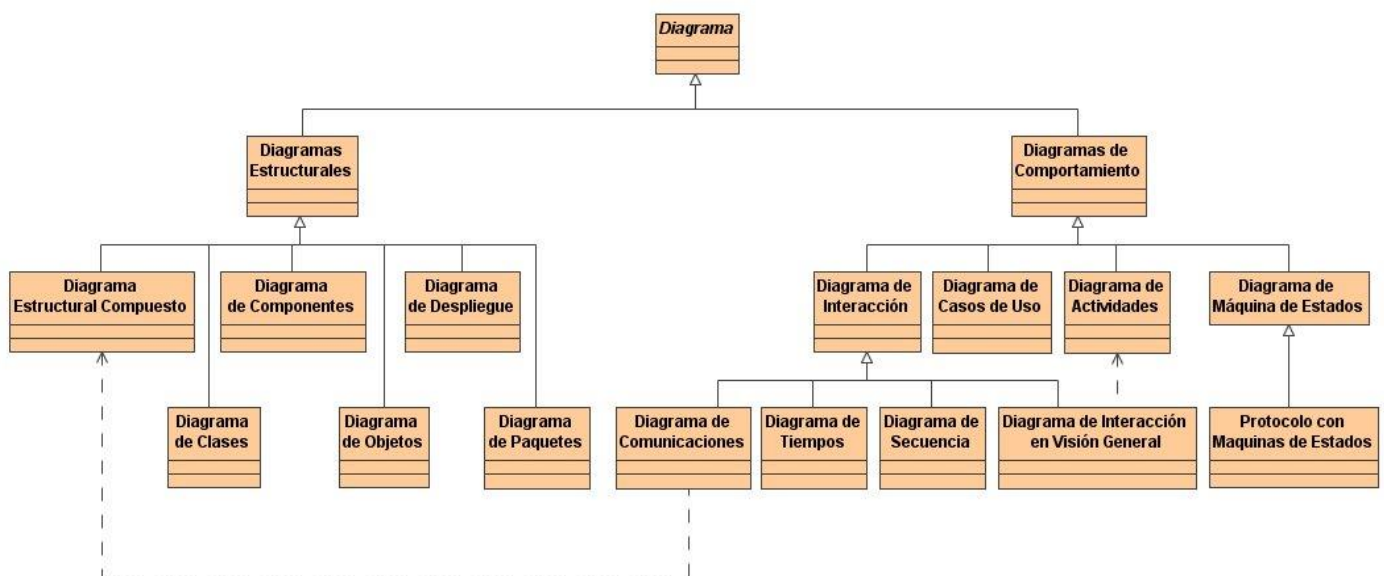 Diagrama
Diagramas
Estructurales
Diagramas de
Comportamiento
Diagrama
Estructural Compuesto
Diagrama
de Componentes
Diagrama
de Despliegue
Diagrama de
Interacción
Diagrama de
Casos de Uso
Diagrama de
Actividades
Diagrama de
Máquina de Estados
Diagrama
de Clases
Diagrama
de Objetos
Diagrama
de Paquetes
Diagrama de
Comunicaciones
Diagrama de
Tiempos
Diagrama de
Secuencia
Diagrama de Interacción
en Visión General
Protocolo con
Maquinas de Estados